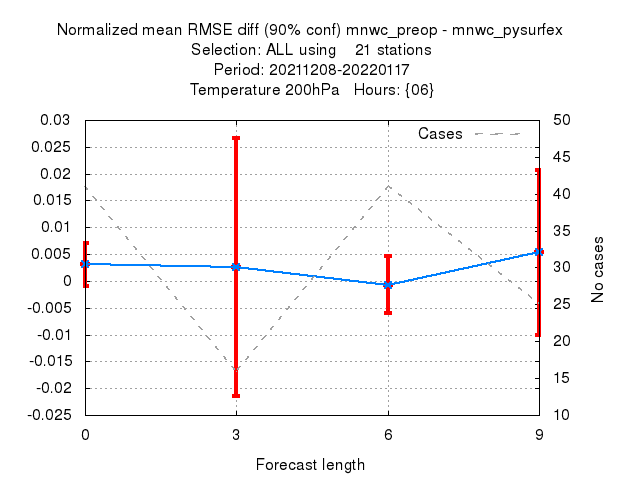 Normalized mean RMSE diff (90% conf) mnwc_preop - mnwc_pysurfex
Selection: ALL using    21 stations
Period: 20211208-20220117
Temperature 200hPa   Hours: {06}
Cases
0.03
0.025
0.02
0.015
0.01
0.005
0
-0.005
-0.01
-0.015
-0.02
-0.025
50
45
40
35
30
25
20
15
10
No cases
0 3 6 9
Forecast length